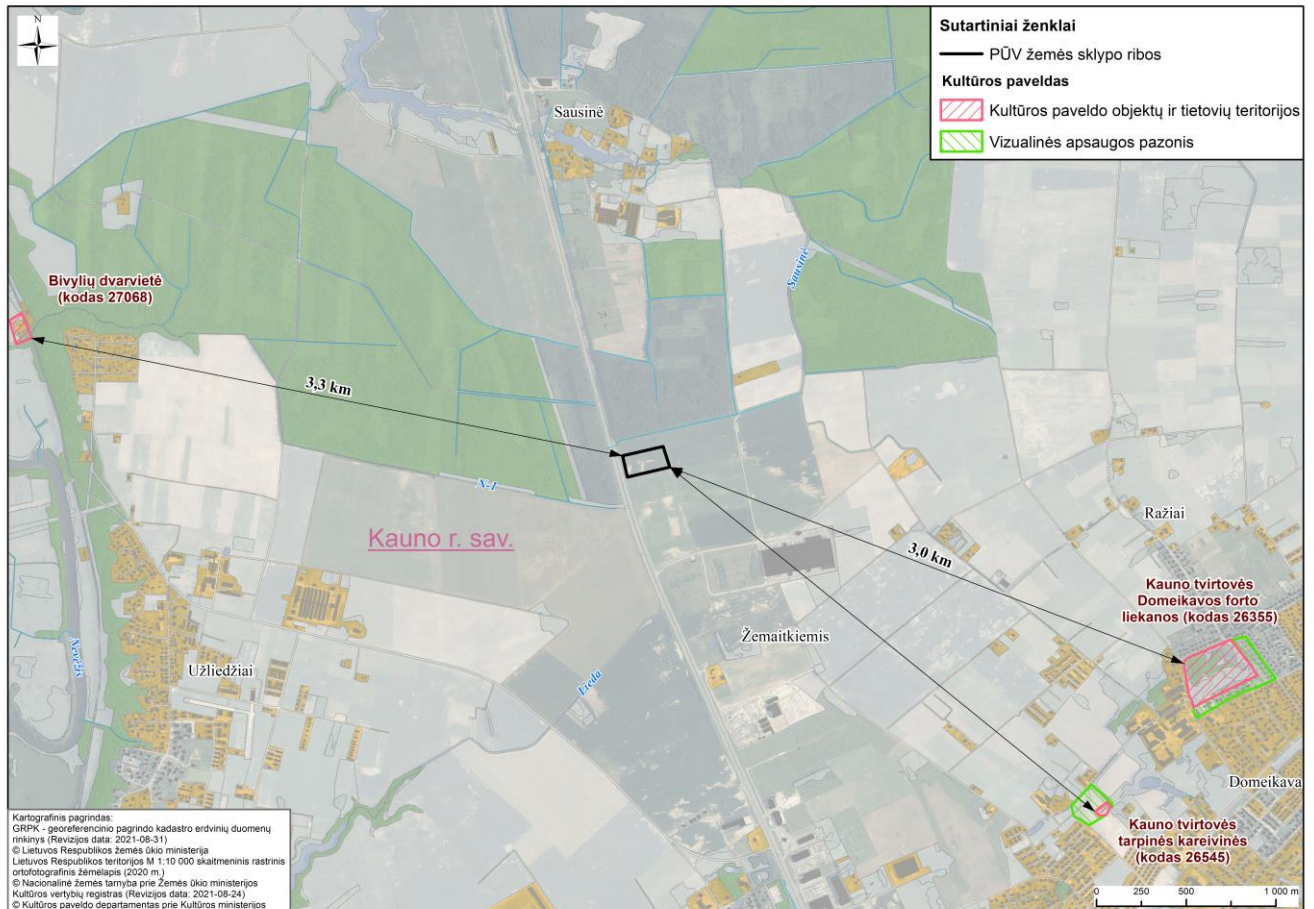 N
Sutartiniai ženklai
PŪV žemės sklypo ribos
Kultūros paveldas
Kultūros paveldo objektų ir tietovių teritorijos
Vizualinės apsaugos pazonis
Sausinė
Sausinė
Bivylių dvarvietė
(kodas 27068)
3,3 km
N-1
Kauno r. sav.
Ražiai
3,0 km
Kauno tvirtovės
Domeikavos forto
liekanos (kodas 26355)
Žemaitkiemis
Nevėžis
Užliedžiai
Lieda
Domeikava
Kauno tvirtovės
tarpinės kareivinės
(kodas 26545)
0 250 500 1 000 m
Kartografinis pagrindas:
GRPK - georeferencinio pagrindo kadastro erdvinių duomenų
rinkinys (Revizijos data: 2021-08-31)
© Lietuvos Respublikos žemės ūkio ministerija
Lietuvos Respublikos teritorijos M 1:10 000 skaitmeninis rastrinis
ortofotografinis žėmėlapis (2020 m.)
© Nacionalinė žemės tarnyba prie Žemės ūkio ministerijos
Kultūros vertybių registras (Revizijos data: 2021-08-24)
© Kultūros paveldo departamentas prie Kultūros ministerijos